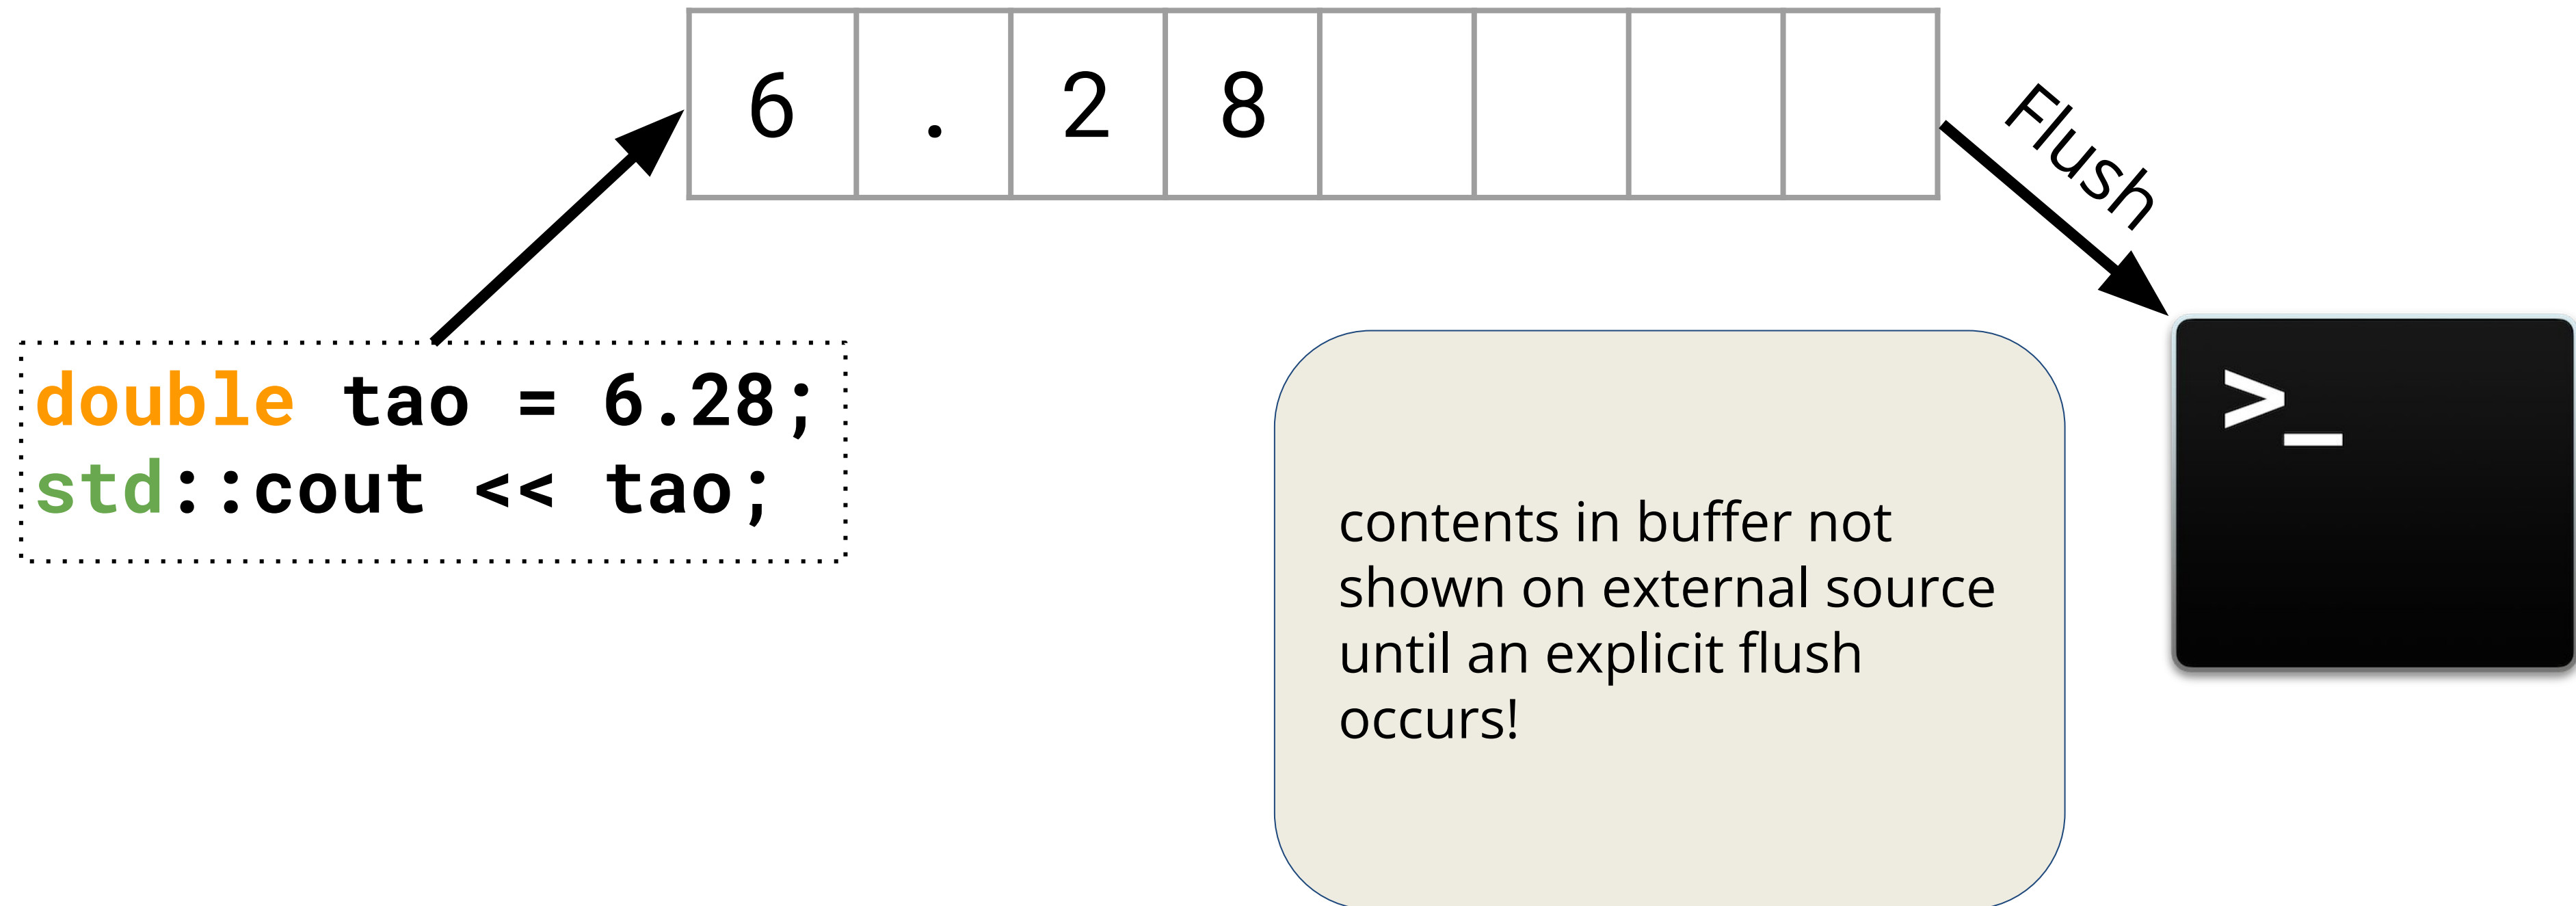 6 . 2 8
Flush
double tao = 6.28;
std::cout << tao;
contents in buffer not
shown on external source
until an explicit flush
occurs!
>_